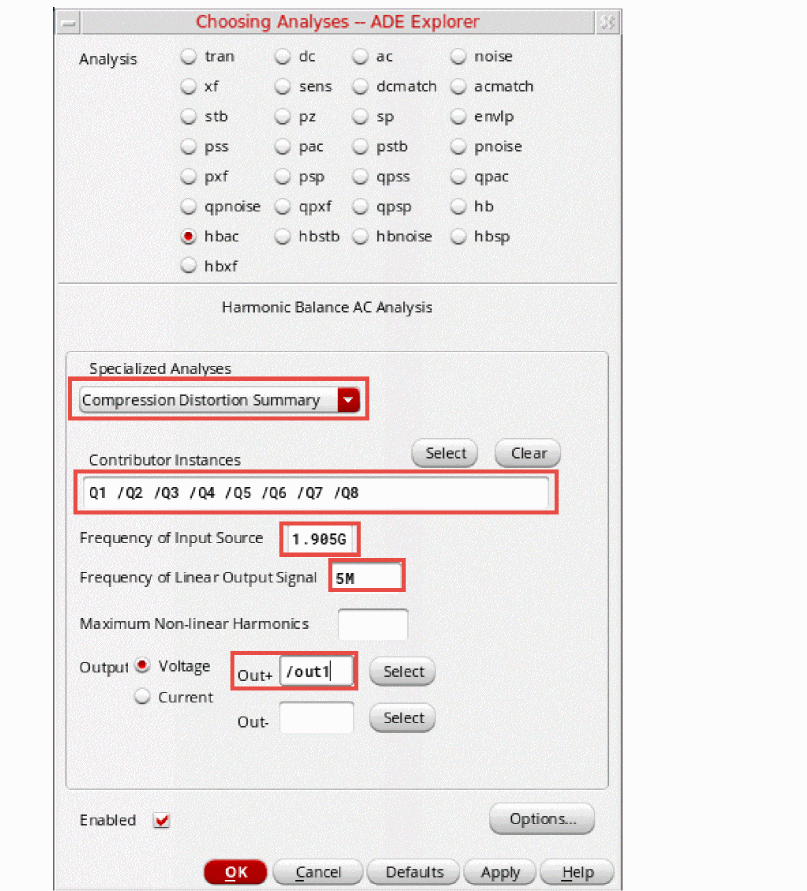 Choosing Analyses -- ADE Explorer
Analysis tran dc ac noise
xf sens dcmatch acmatch
stb pz sp envlp
pss pac pstb pnoise
pxf psp qpss qpac
qpnoise qpxf qpsp hb
hbac hbstb hbnoise hbsp
hbxf
Harmonic Balance AC Analysis
Specialized Analyses
Compression Distortion Summary
Contributor Instances Select Clear
Q1 /Q2 /Q3 /Q4 /Q5 /Q6 /Q7 /Q8
Frequency of Input Source 1.905G
Frequency of Linear Output Signal 5M
Maximum Non-linear Harmonics
Output Voltage Out+ /out1 Select
Current
Out- Select
Enabled Options...
OK Cancel Defaults Apply Help